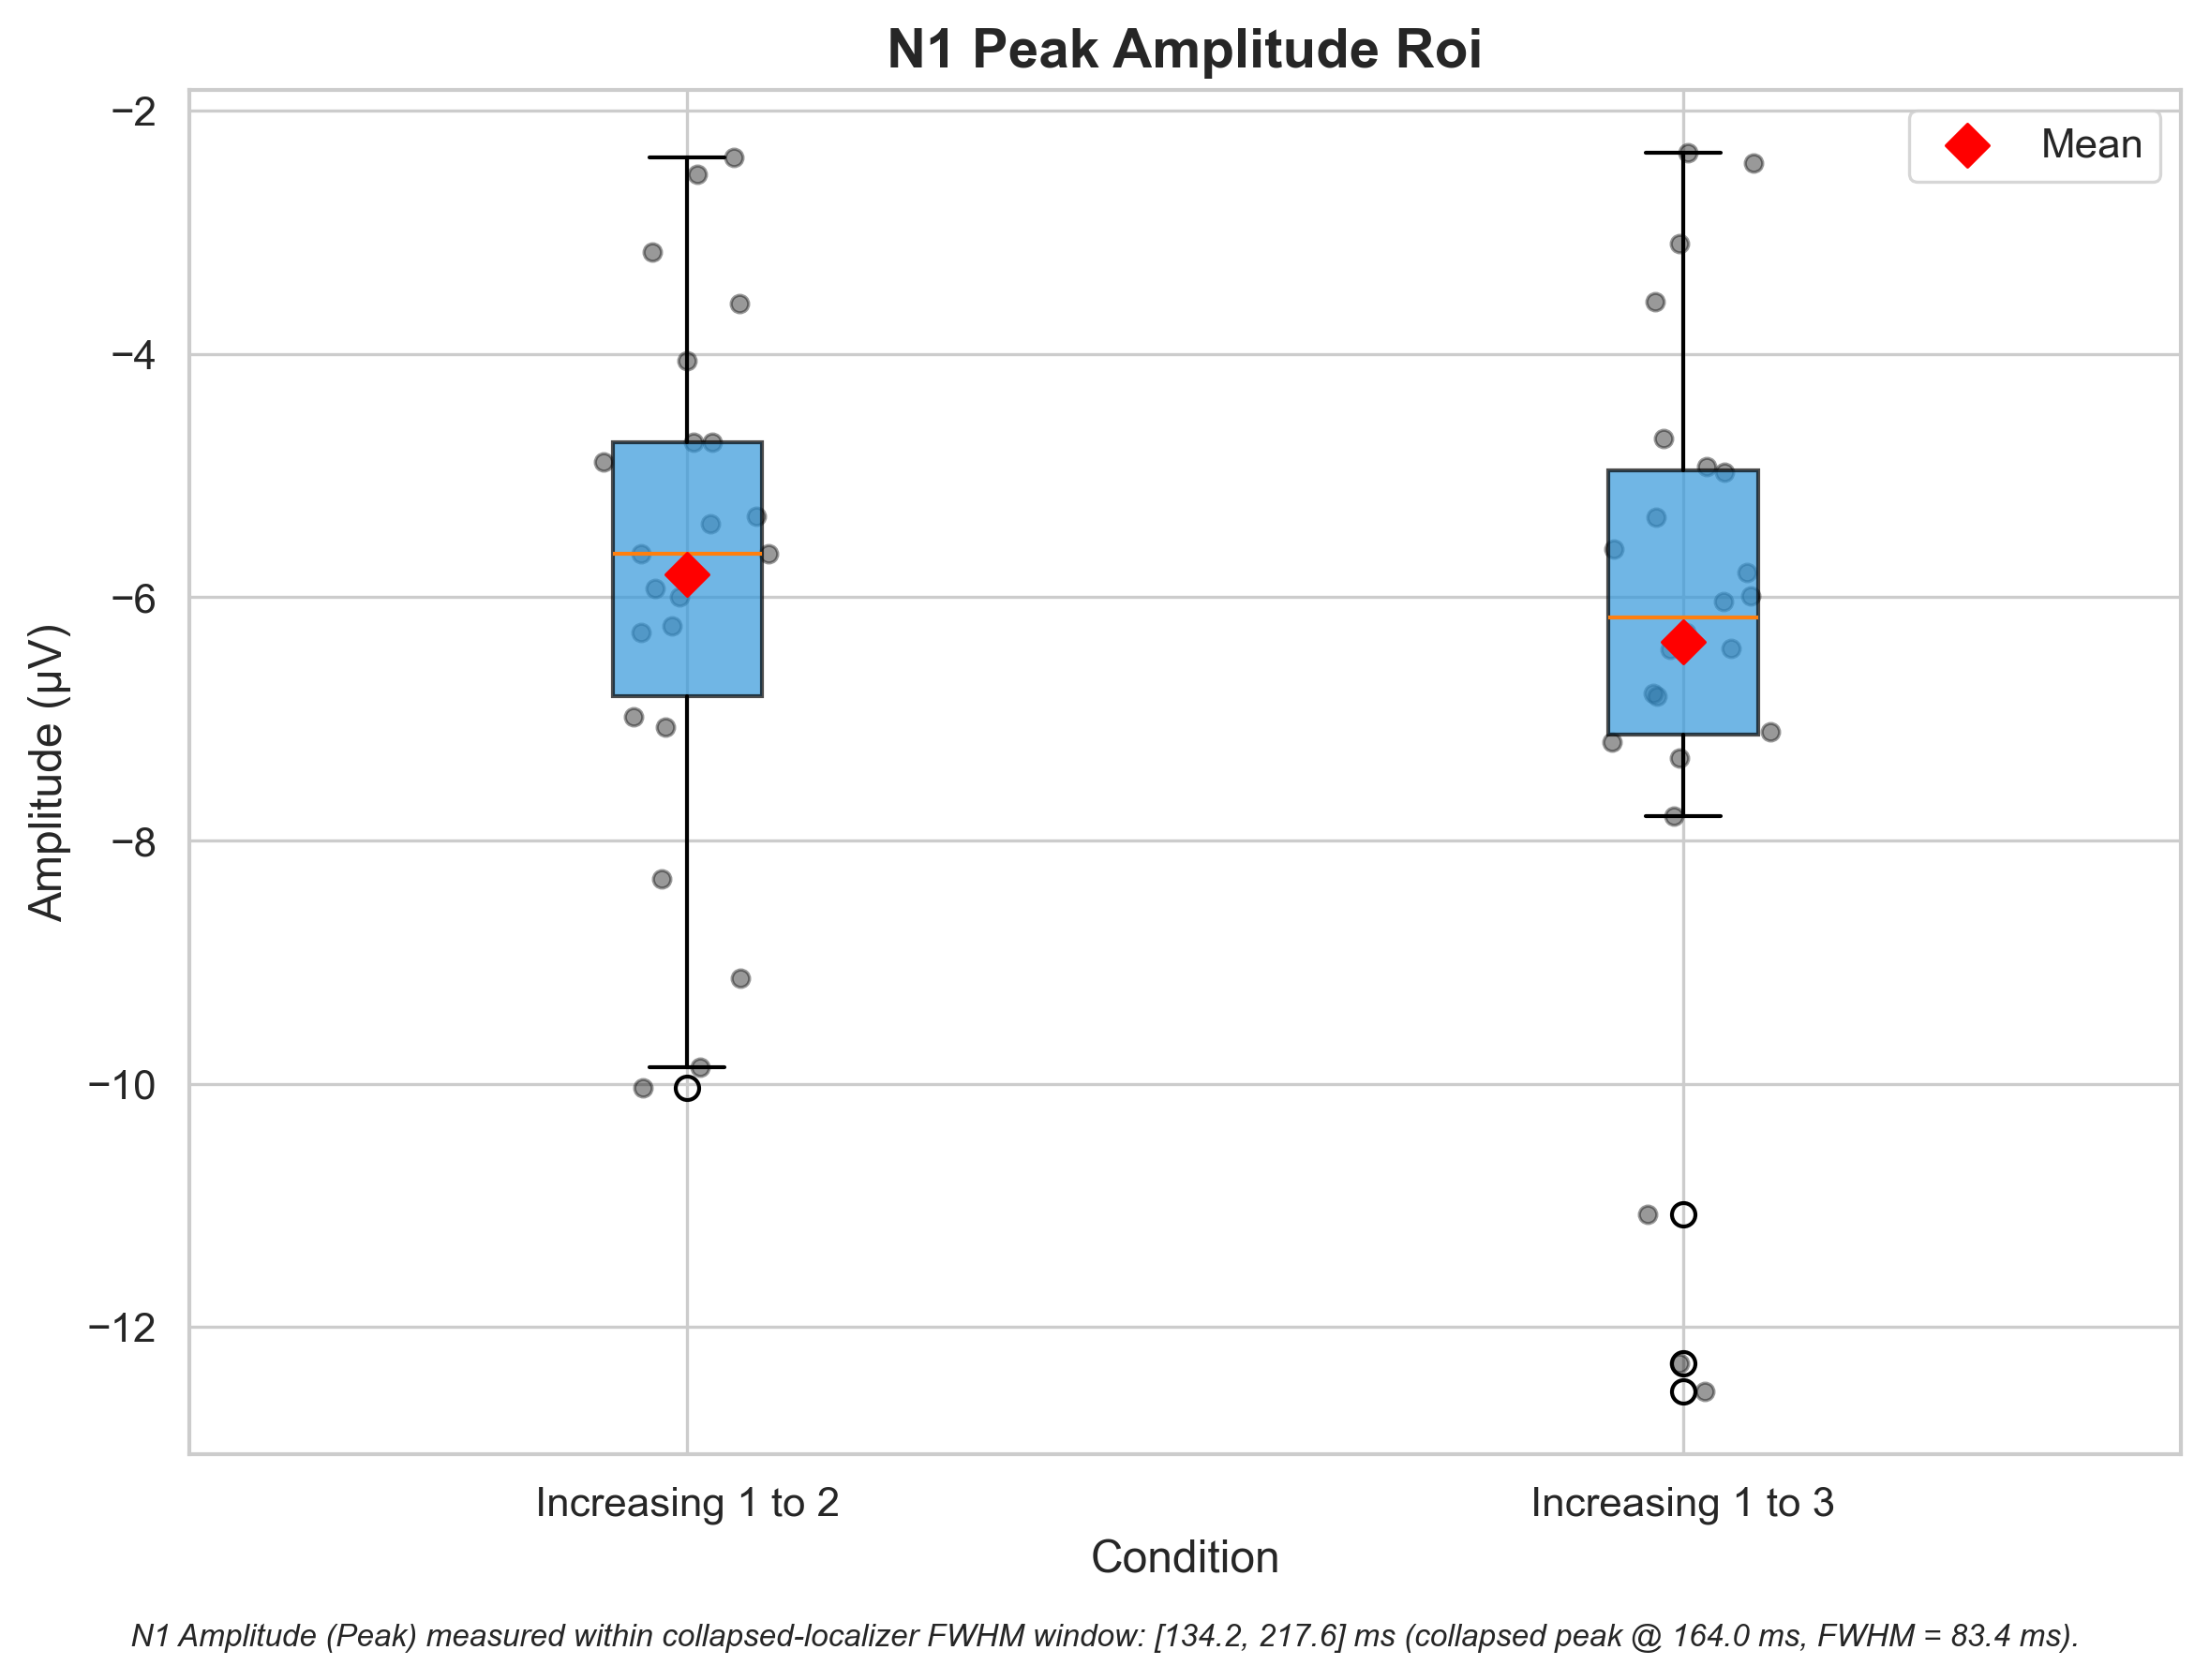 N1 Peak Amplitude Roi
Mean
−2
−4
−6
−8
−10
−12
Amplitude (µV)
Increasing 1 to 2
Increasing 1 to 3
Condition
N1 Amplitude (Peak) measured within collapsed-localizer FWHM window: [134.2, 217.6] ms (collapsed peak @ 164.0 ms, FWHM = 83.4 ms).